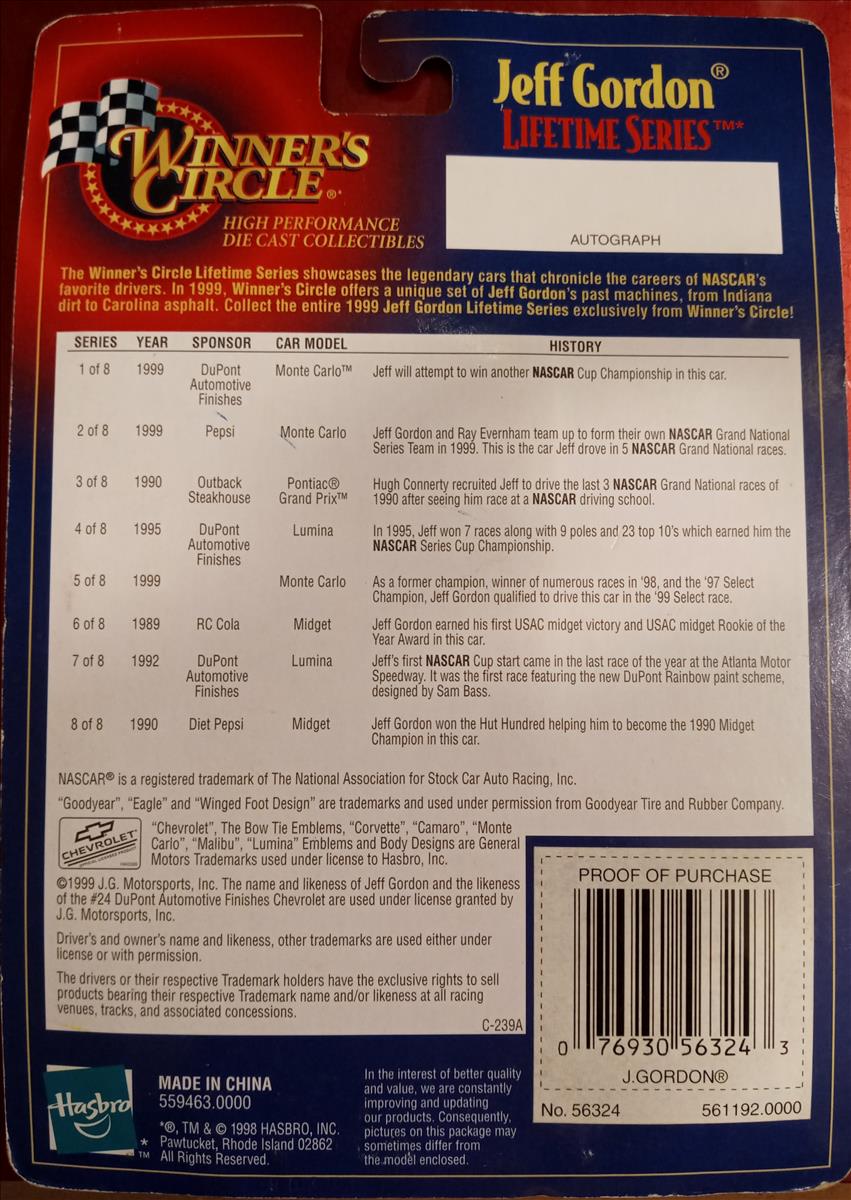 Jeff Gordon®
LIFETIME SERIES™*
WINNER'S
CIRCLE®*
HIGH PERFORMANCE
DIE CAST COLLECTIBLES
AUTOGRAPH
The Winner's Circle Lifetime Series showcases the legendary cars that chronicle the careers of NASCAR's
favorite drivers. In 1999, Winner's Circle offers a unique set of Jeff Gordon's past machines, from Indiana
dirt to Carolina asphalt. Collect the entire 1999 Jeff Gordon Lifetime Series exclusively from Winner's Circle!
SERIES YEAR SPONSOR CAR MODEL HISTORY
1 of 8 1999 DuPont Monte Carlo™ Jeff will attempt to win another NASCAR Cup Championship in this car.
Automotive
Finishes
2 of 8 1999 Pepsi Monte Carlo Jeff Gordon and Ray Evernham team up to form their own NASCAR Grand National
Series Team in 1999. This is the car Jeff drove in 5 NASCAR Grand National races.
3 of 8 1990 Outback Pontiac® Hugh Connerty recruited Jeff to drive the last 3 NASCAR Grand National races of
Steakhouse Grand Prix™ 1990 after seeing him race at a NASCAR driving school.
4 of 8 1995 DuPont Lumina In 1995, Jeff won 7 races along with 9 poles and 23 top 10's which earned him the
Automotive NASCAR Series Cup Championship.
Finishes
5 of 8 1999 Monte Carlo As a former champion, winner of numerous races in '98, and the '97 Select
Champion, Jeff Gordon qualified to drive this car in the '99 Select race.
6 of 8 1989 RC Cola Midget Jeff Gordon earned his first USAC midget victory and USAC midget Rookie of the
Year Award in this car.
7 of 8 1992 DuPont Lumina Jeff's first NASCAR Cup start came in the last race of the year at the Atlanta Motor
Automotive Speedway. It was the first race featuring the new DuPont Rainbow paint scheme,
Finishes designed by Sam Bass.
8 of 8 1990 Diet Pepsi Midget Jeff Gordon won the Hut Hundred helping him to become the 1990 Midget
Champion in this car.
NASCAR® is a registered trademark of The National Association for Stock Car Auto Racing, Inc.
“Goodyear”, “Eagle” and “Winged Foot Design” are trademarks and used under permission from Goodyear Tire and Rubber Company.
CHEVROLET
“Chevrolet”, The Bow Tie Emblems, “Corvette”, “Camaro”, “Monte
Carlo”, “Malibu”, “Lumina” Emblems and Body Designs are General
Motors Trademarks used under license to Hasbro, Inc.
©1999 J.G. Motorsports, Inc. The name and likeness of Jeff Gordon and the likeness
of the #24 DuPont Automotive Finishes Chevrolet are used under license granted by
J.G. Motorsports, Inc.
Driver's and owner's name and likeness, other trademarks are used either under
license or with permission.
The drivers or their respective Trademark holders have the exclusive rights to sell
products bearing their respective Trademark name and/or likeness at all racing
venues, tracks, and associated concessions.
C-239A
PROOF OF PURCHASE
0 76930 56324 3
J.GORDON®
No. 56324 561192.0000
Hasbro
MADE IN CHINA
559463.0000
*®, TM & © 1998 HASBRO, INC.
* Pawtucket, Rhode Island 02862
™ All Rights Reserved.
In the interest of better quality
and value, we are constantly
improving and updating
our products. Consequently,
pictures on this package may
sometimes differ from
the model enclosed.